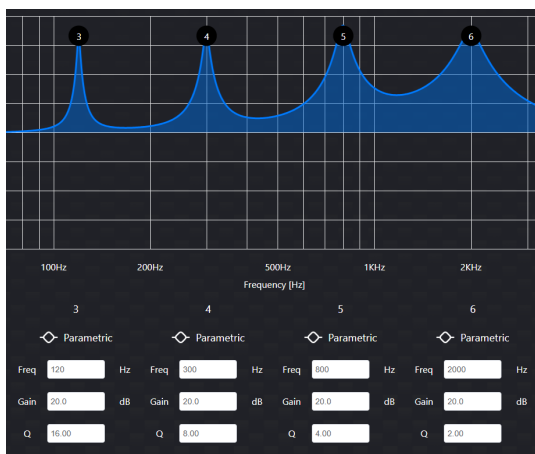 3 4 5 6
100Hz 200Hz 500Hz 1KHz 2KHz
Frequency [Hz]
3 4 5 6
Parametric Parametric Parametric Parametric
Freq 120 Hz Freq 300 Hz Freq 800 Hz Freq 2000 Hz
Gain 20.0 dB Gain 20.0 dB Gain 20.0 dB Gain 20.0 dB
Q 16.00 Q 8.00 Q 4.00 Q 2.00